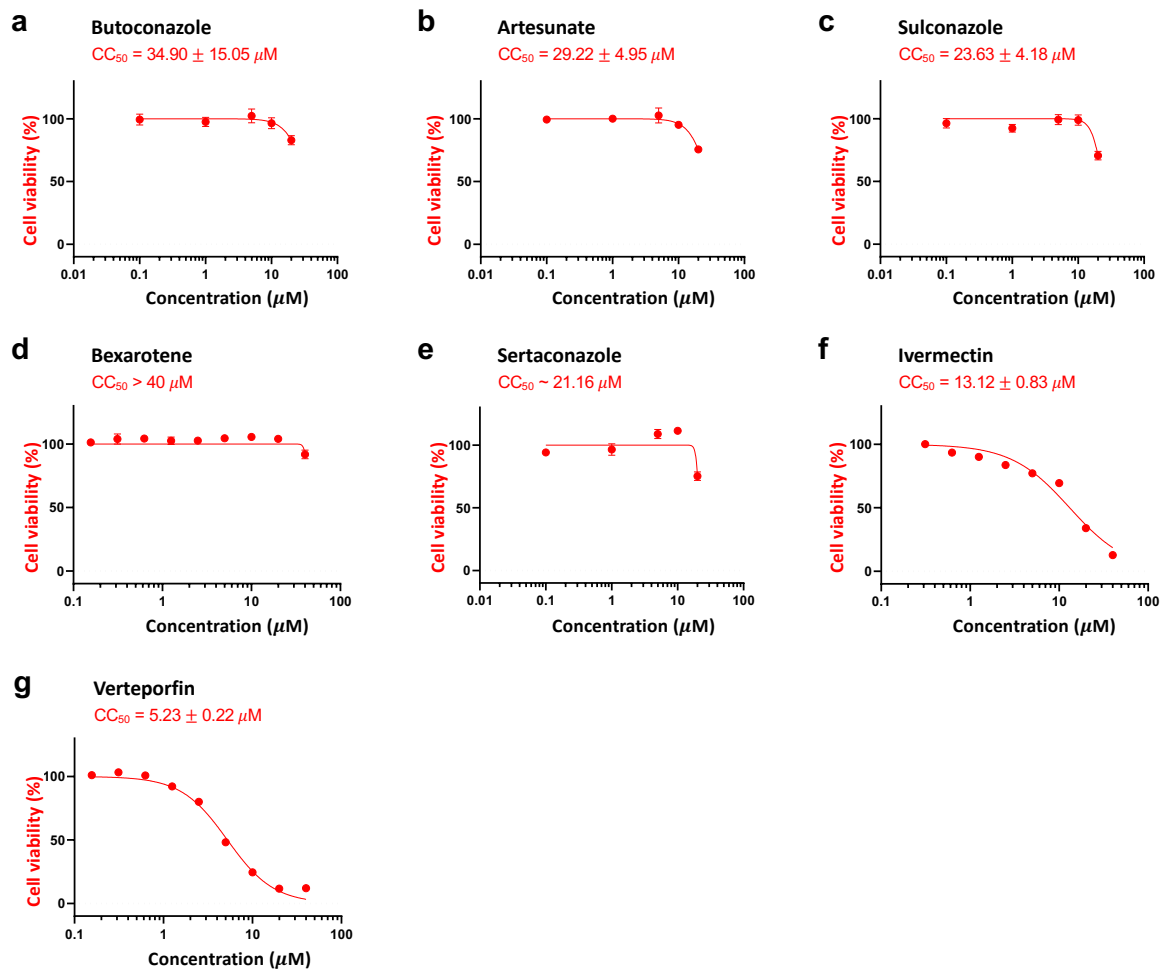 a
Butoconazole
CC₅₀ = 34.90 ± 15.05 μM
Cell viability (%)
100
50
0
0.01 0.1 1 10 100
Concentration (μM)
b
Artesunate
CC₅₀ = 29.22 ± 4.95 μM
Cell viability (%)
100
50
0
0.01 0.1 1 10 100
Concentration (μM)
c
Sulconazole
CC₅₀ = 23.63 ± 4.18 μM
Cell viability (%)
100
50
0
0.01 0.1 1 10 100
Concentration (μM)
d
Bexarotene
CC₅₀ > 40 μM
Cell viability (%)
100
50
0
0.1 1 10 100
Concentration (μM)
e
Sertaconazole
CC₅₀ ~ 21.16 μM
Cell viability (%)
100
50
0
0.01 0.1 1 10 100
Concentration (μM)
f
Ivermectin
CC₅₀ = 13.12 ± 0.83 μM
Cell viability (%)
100
50
0
0.1 1 10 100
Concentration (μM)
g
Verteporfin
CC₅₀ = 5.23 ± 0.22 μM
Cell viability (%)
100
50
0
0.1 1 10 100
Concentration (μM)